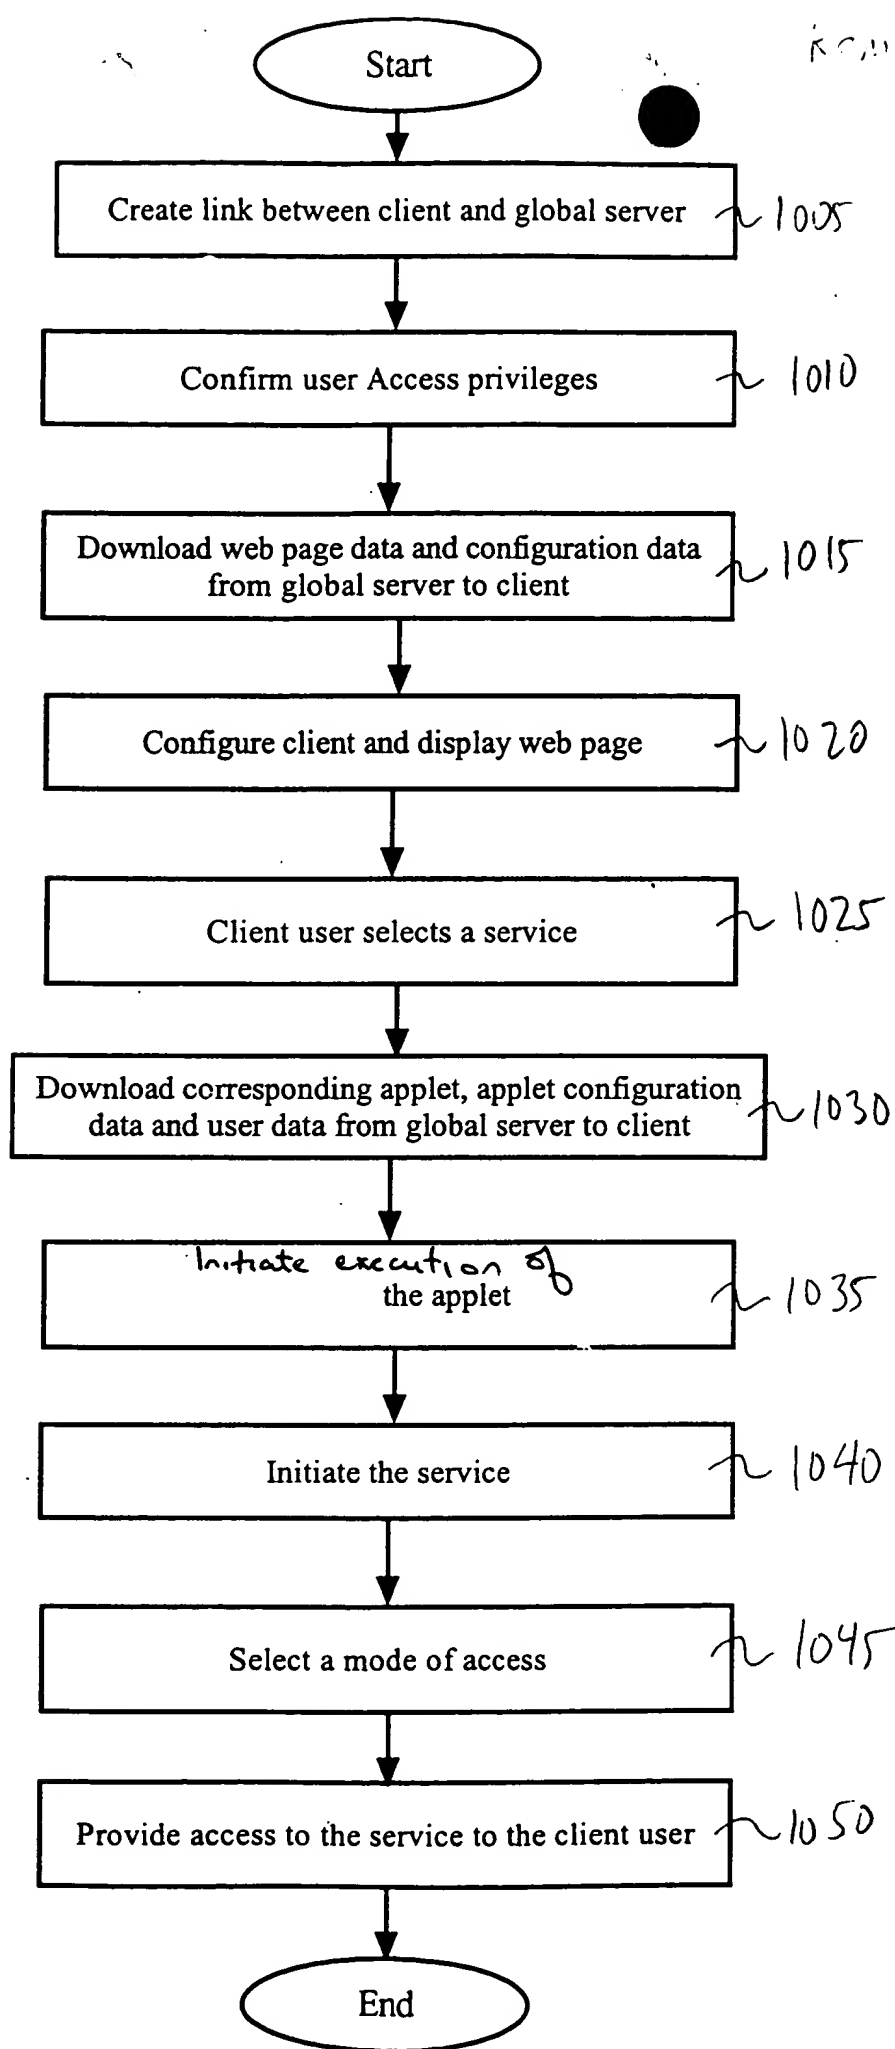 Start
Create link between client and global server 1005
Confirm user Access privileges 1010
Download web page data and configuration data
from global server to client 1015
Configure client and display web page 1020
Client user selects a service 1025
Download corresponding applet, applet configuration
data and user data from global server to client 1030
Initiate execution of
the applet 1035
Initiate the service 1040
Select a mode of access 1045
Provide access to the service to the client user 1050
End